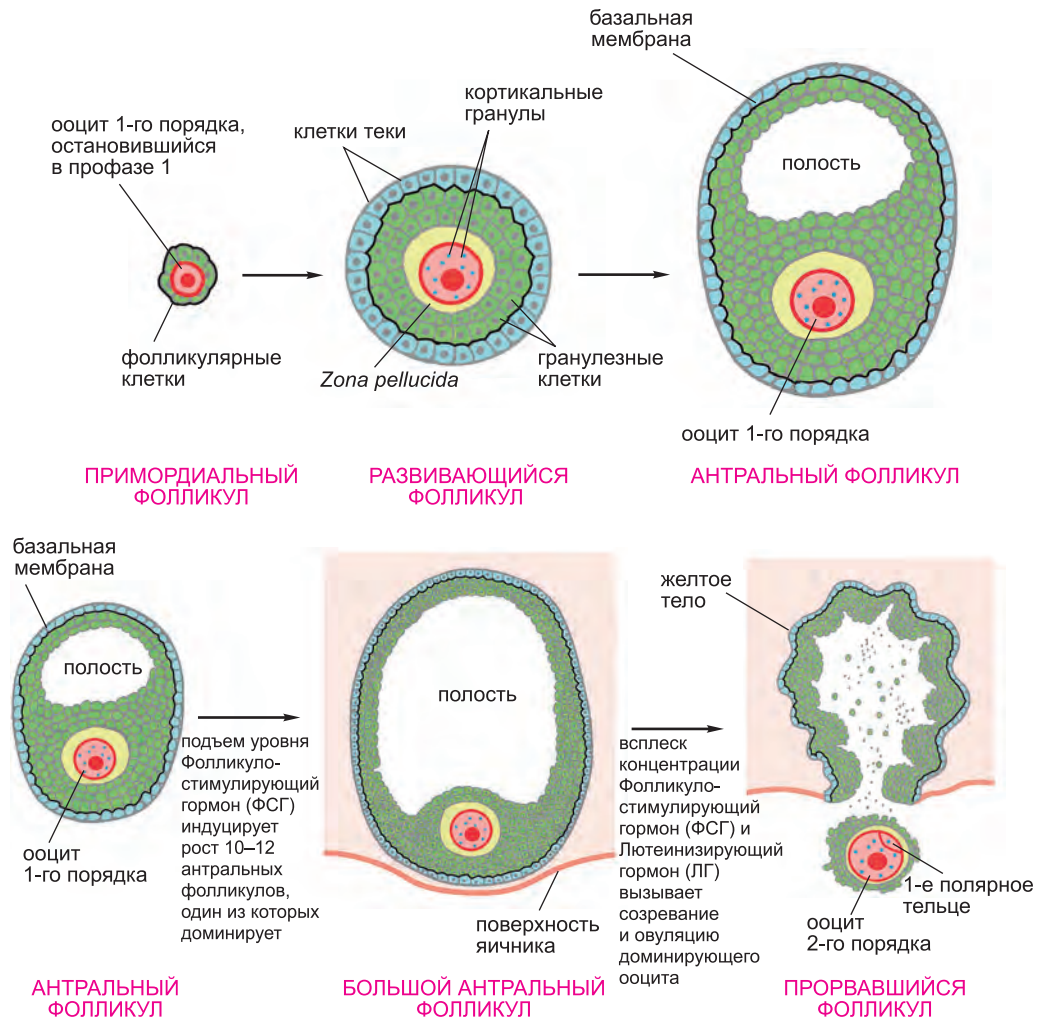 базальная
мембрана
кортикальные
гранулы
ооцит 1-го порядка,
остановившийся
в профазе 1
клетки теки
полость
фолликулярные
клетки
Zona pellucida
гранулезные
клетки
ооцит 1-го порядка
ПРИМОРДИАЛЬНЫЙ
ФОЛЛИКУЛ
РАЗВИВАЮЩИЙСЯ
ФОЛЛИКУЛ
АНТРАЛЬНЫЙ ФОЛЛИКУЛ
базальная
мембрана
полость
ооцит
1-го порядка
подъем уровня
Фолликуло-
стимулирующий
гормон (ФСГ)
индуцирует
рост 10–12
антральных
фолликулов,
один из которых
доминирует
полость
поверхность
яичника
всплеск
концентрации
Фолликуло-
стимулирующий
гормон (ФСГ) и
Лютеинизирующий
гормон (ЛГ)
вызывает
созревание
и овуляцию
доминирующего
ооцита
желтое
тело
1-е полярное
тельце
ооцит
2-го порядка
АНТРАЛЬНЫЙ
ФОЛЛИКУЛ
БОЛЬШОЙ АНТРАЛЬНЫЙ
ФОЛЛИКУЛ
ПРОРВАВШИЙСЯ
ФОЛЛИКУЛ